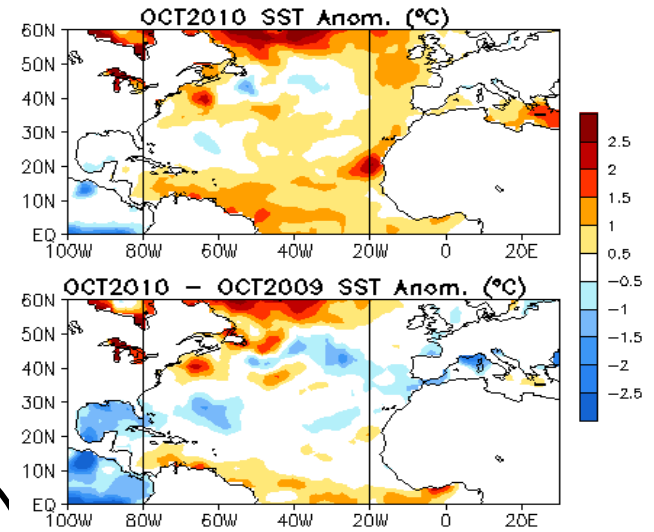 OCT2010 SST Anom. (ºC)
60N
50N
40N
30N
20N
10N
EQ
100W 80W 60W 40W 20W 0 20E
OCT2010 – OCT2009 SST Anom. (ºC)
60N
50N
40N
30N
20N
10N
EQ
100W 80W 60W 40W 20W 0 20E
2.5
2
1.5
1
0.5
−0.5
−1
−1.5
−2
−2.5